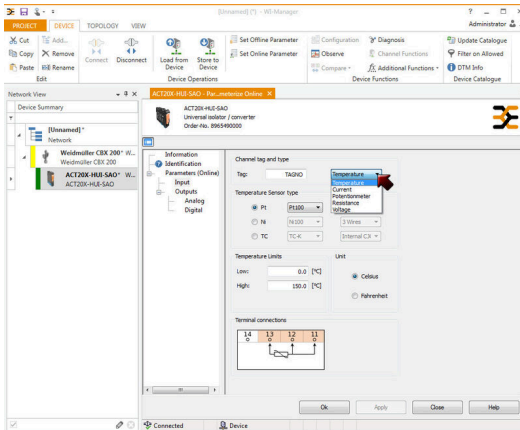 [Unnamed] (*) - WI-Manager
PROJECT DEVICE TOPOLOGY VIEW Administrator
Cut Add...
Copy Remove
Paste Rename
Edit
Connect Disconnect
Load from Device Store to Device
Device Operations
Set Offline Parameter
Set Online Parameter
Configuration Diagnosis
Observe Channel Functions
Compare Additional Functions
Device Functions
Update Catalogue
Filter on Allowed
DTM Info
Device Catalogue
Network View
Device Summary
[Unnamed]*
Network
Weidmüller CBX 200* W...
Weidmüller CBX 200
ACT20X-HUI-SAO* W...
ACT20X-HUI-SAO
ACT20X-HUI-SAO - Par...meterize Online
ACT20X-HUI-SAO
Universal isolator / converter
Order-No. 8965490000
Information
Identification
Parameters (Online)
Input
Outputs
Analog
Digital
Channel tag and type
Tag: TAGNO Temperature
Temperature
Current
Potentionmeter
Resistance
Voltage
Temperature Sensor type
Pt Pt100
Ni Ni100 3 Wires
TC TC-K Internal CJ
Temperature Limits
Low: 0.0 [°C]
High: 150.0 [°C]
Unit
Celsius
Fahrenheit
Terminal connections
14 13 12 11
Ok Apply Close Help
Connected Device